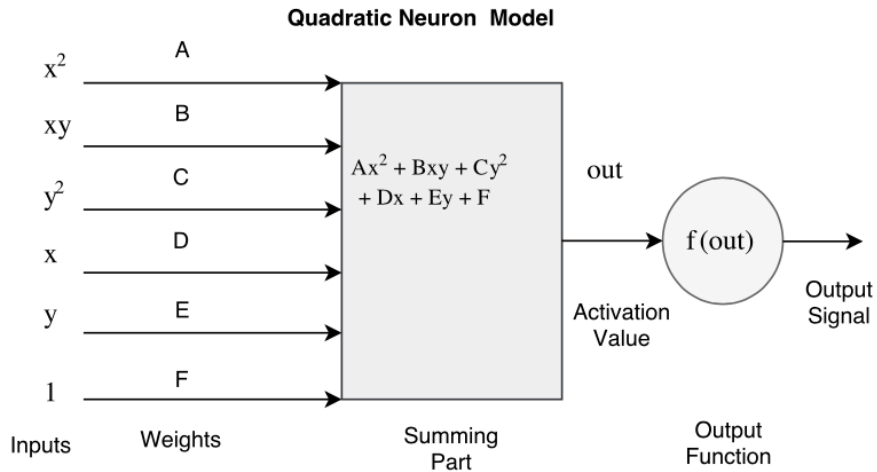 Quadratic Neuron Model
x²
A
xy
B
y²
C
x
D
y
E
1
F
Ax² + Bxy + Cy²
+ Dx + Ey + F
out
f(out)
Activation
Value
Output
Signal
Inputs
Weights
Summing
Part
Output
Function